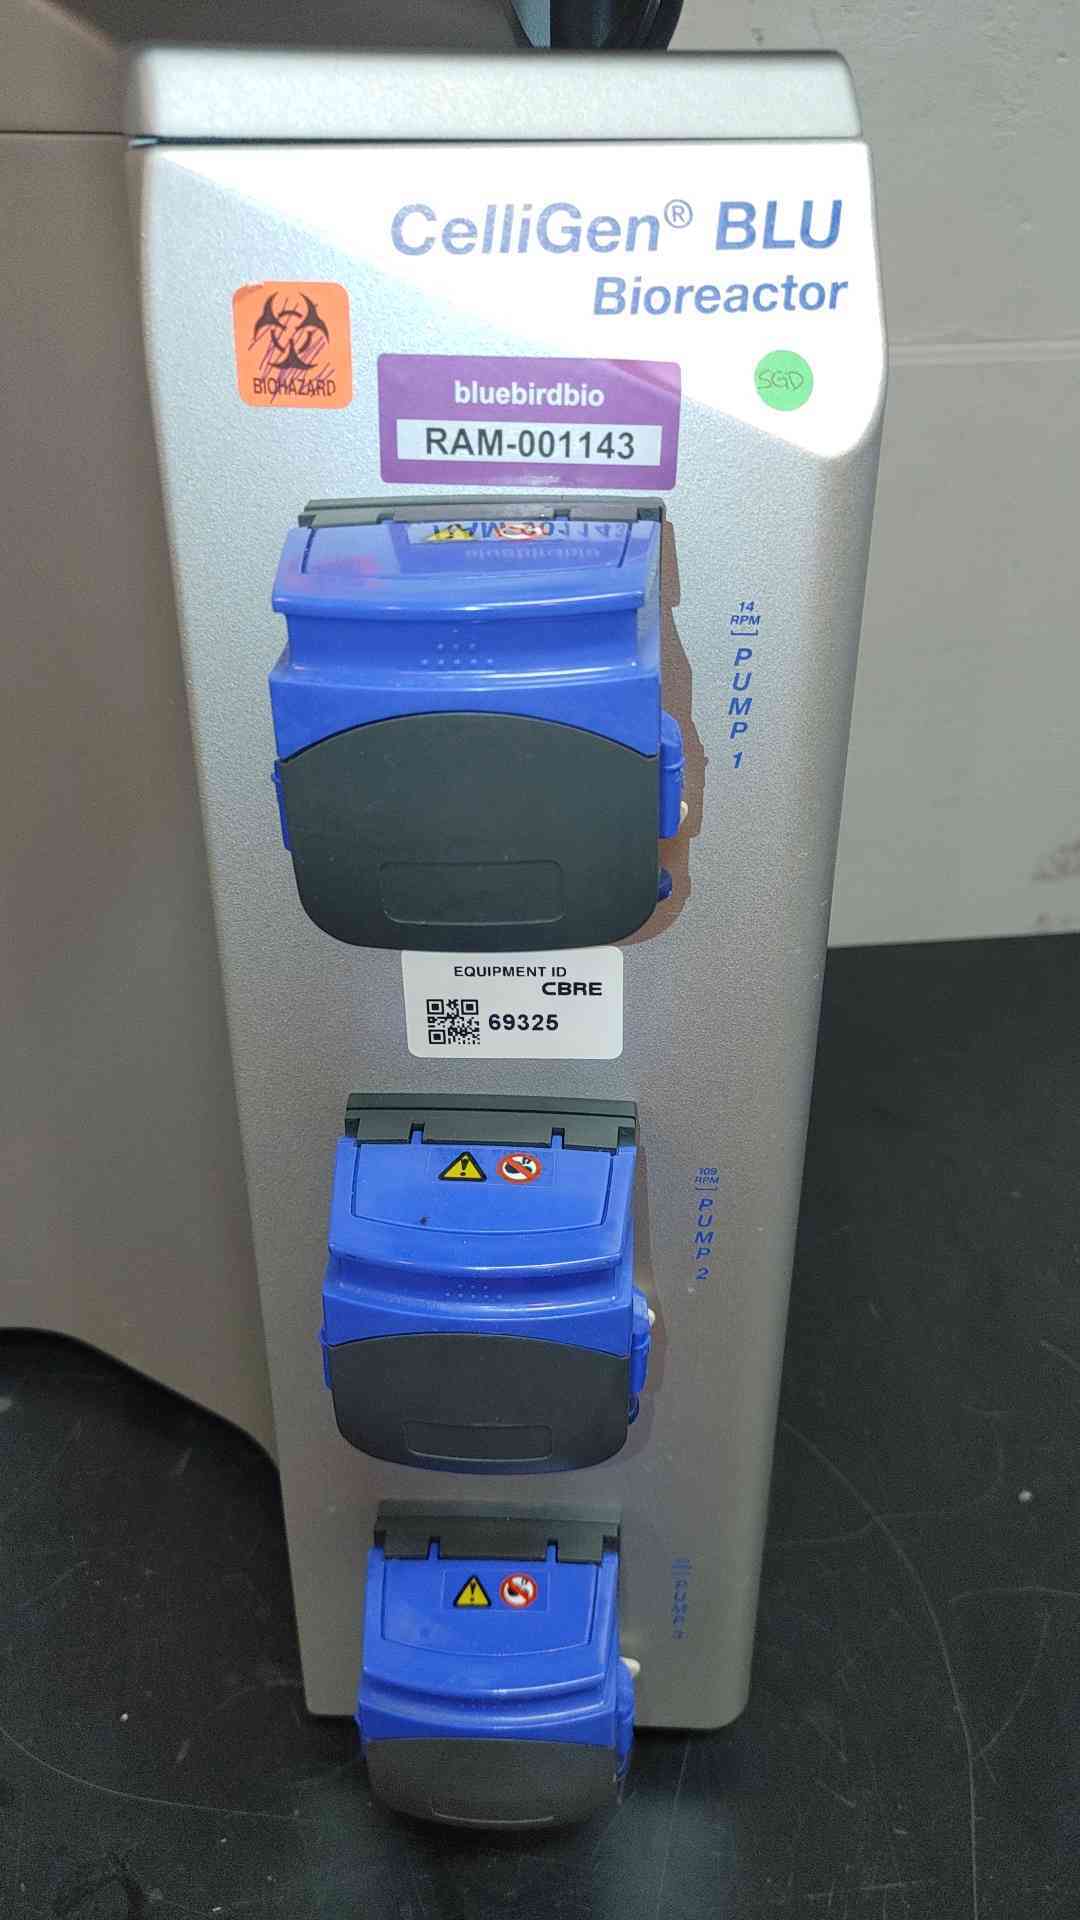 CelliGen® BLU
Bioreactor
BIOHAZARD
SGD
bluebirdbio
RAM-001143
14
RPM
PUMP 1
EQUIPMENT ID
CBRE
69325
109
RPM
PUMP 2
PUMP